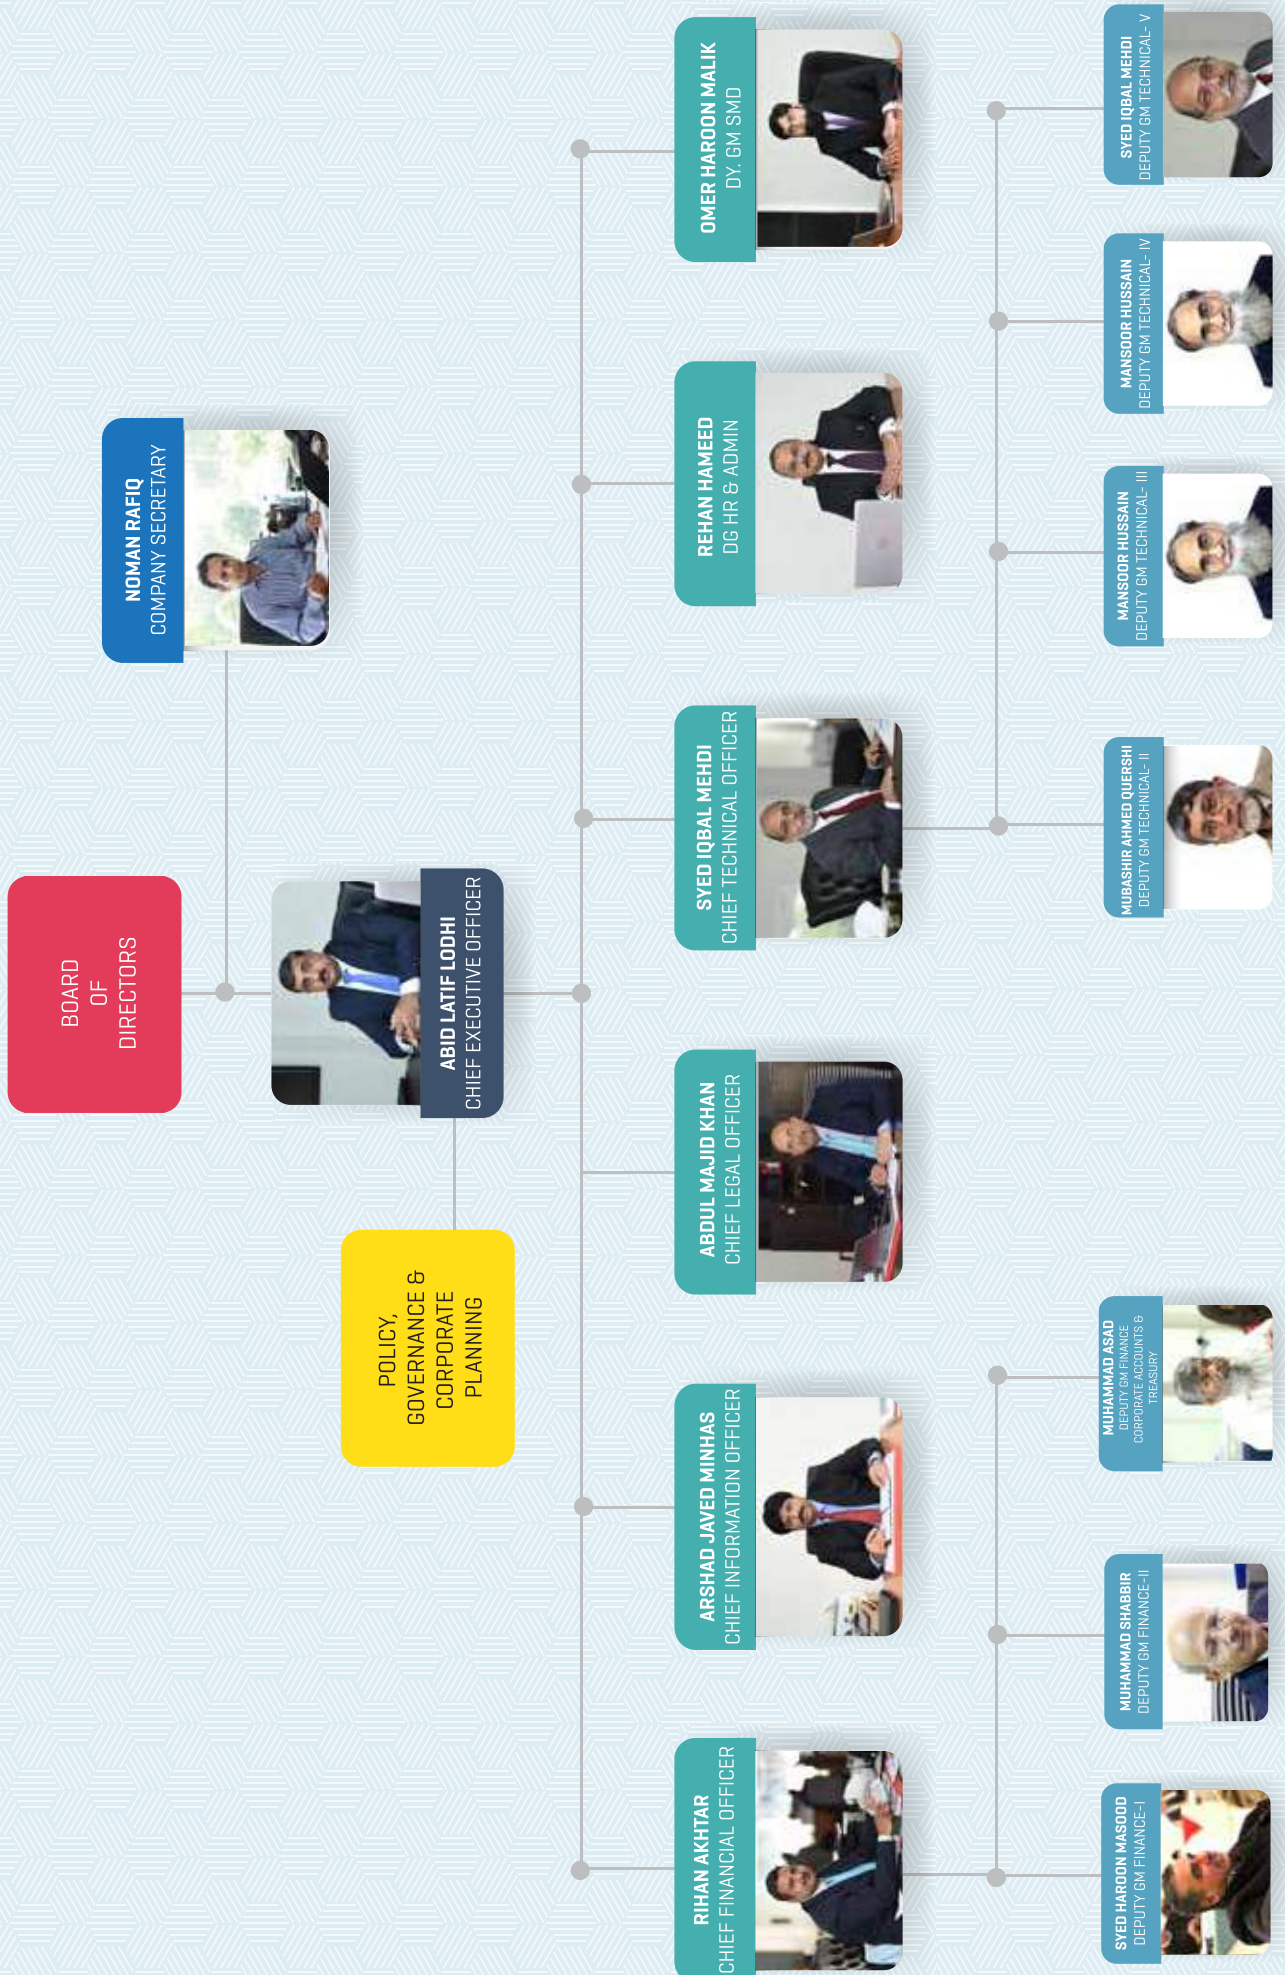 BOARD
OF
DIRECTORS
NOMAN RAFIQ
COMPANY SECRETARY
ABID LATIF LODHI
CHIEF EXECUTIVE OFFICER
POLICY,
GOVERNANCE &
CORPORATE
PLANNING
RIHAN AKHTAR
CHIEF FINANCIAL OFFICER
ARSHAD JAVED MINHAS
CHIEF INFORMATION OFFICER
ABDUL MAJID KHAN
CHIEF LEGAL OFFICER
SYED IQBAL MEHDI
CHIEF TECHNICAL OFFICER
REHAN HAMEED
DG HR & ADMIN
OMER HAROON MALIK
DY. GM SMD
SYED HAROON MASOOD
DEPUTY GM FINANCE-I
MUHAMMAD SHABBIR
DEPUTY GM FINANCE-II
MUHAMMAD ASAD
DEPUTY GM FINANCE
CORPORATE ACCOUNTS &
TREASURY
MUBASHIR AHMED QUERSHI
DEPUTY GM TECHNICAL- II
MANSOOR HUSSAIN
DEPUTY GM TECHNICAL- III
MANSOOR HUSSAIN
DEPUTY GM TECHNICAL- IV
SYED IQBAL MEHDI
DEPUTY GM TECHNICAL- V